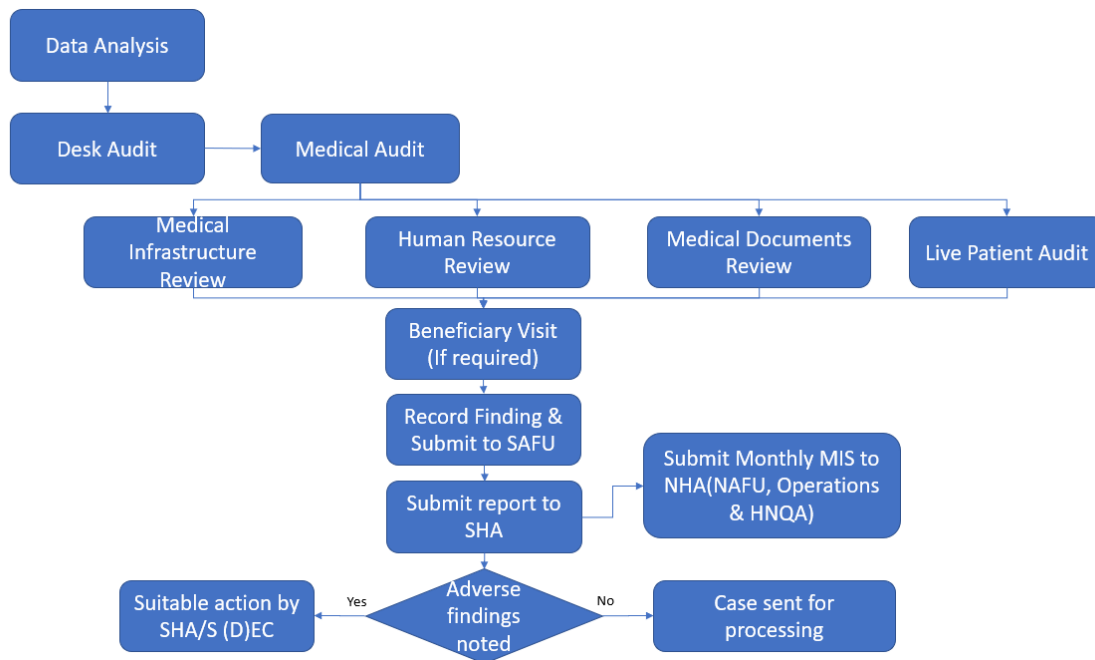 Data Analysis
Desk Audit
Medical Audit
Medical
Infrastructure
Review
Human Resource
Review
Medical Documents
Review
Live Patient Audit
Beneficiary Visit
(If required)
Record Finding &
Submit to SAFU
Submit report to
SHA
Submit Monthly MIS to
NHA(NAFU, Operations
& HNQA)
Adverse
findings
noted
Yes
Suitable action by
SHA/S (D)EC
No
Case sent for
processing